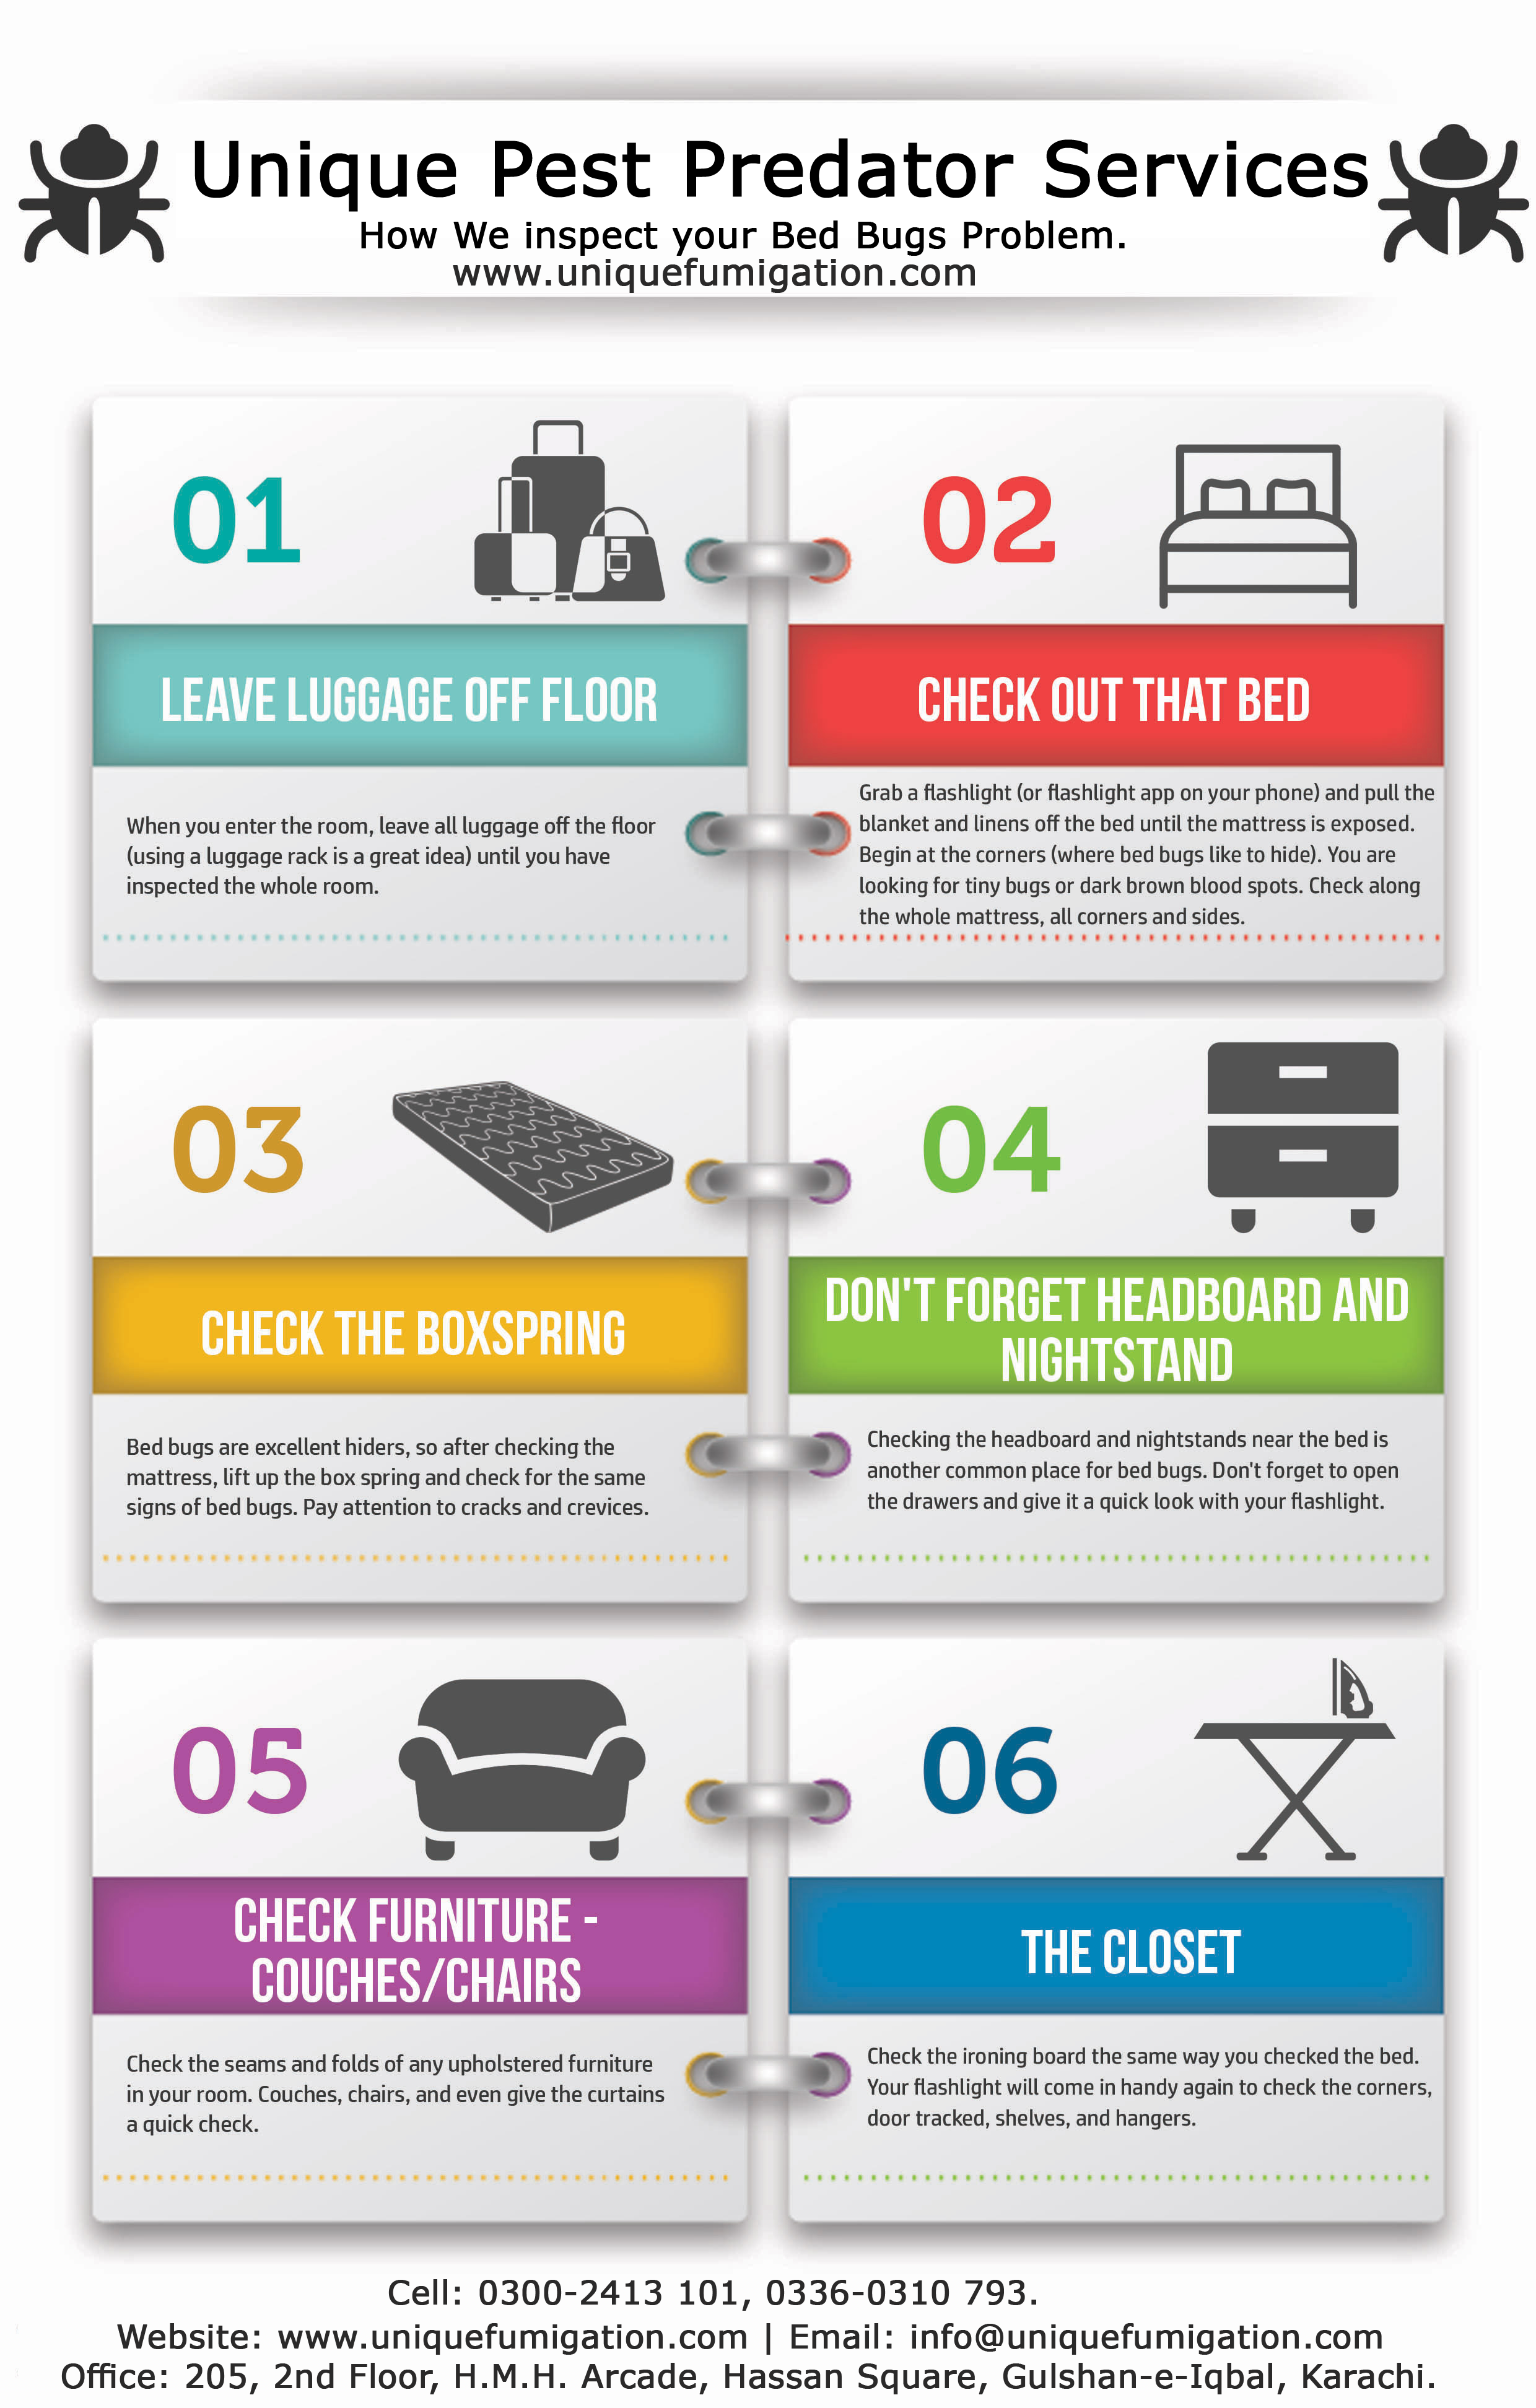 Unique Pest Predator Services
How We inspect your Bed Bugs Problem.
www.uniquefumigation.com
01
LEAVE LUGGAGE OFF FLOOR
When you enter the room, leave all luggage off the floor
(using a luggage rack is a great idea) until you have
inspected the whole room.
02
CHECK OUT THAT BED
Grab a flashlight (or flashlight app on your phone) and pull the
blanket and linens off the bed until the mattress is exposed.
Begin at the corners (where bed bugs like to hide). You are
looking for tiny bugs or dark brown blood spots. Check along
the whole mattress, all corners and sides.
03
CHECK THE BOXSPRING
Bed bugs are excellent hiders, so after checking the
mattress, lift up the box spring and check for the same
signs of bed bugs. Pay attention to cracks and crevices.
04
DON'T FORGET HEADBOARD AND
NIGHTSTAND
Checking the headboard and nightstands near the bed is
another common place for bed bugs. Don't forget to open
the drawers and give it a quick look with your flashlight.
05
CHECK FURNITURE -
COUCHES/CHAIRS
Check the seams and folds of any upholstered furniture
in your room. Couches, chairs, and even give the curtains
a quick check.
06
THE CLOSET
Check the ironing board the same way you checked the bed.
Your flashlight will come in handy again to check the corners,
door tracked, shelves, and hangers.
Cell: 0300-2413 101, 0336-0310 793.
Website: www.uniquefumigation.com | Email: info@uniquefumigation.com
Office: 205, 2nd Floor, H.M.H. Arcade, Hassan Square, Gulshan-e-Iqbal, Karachi.